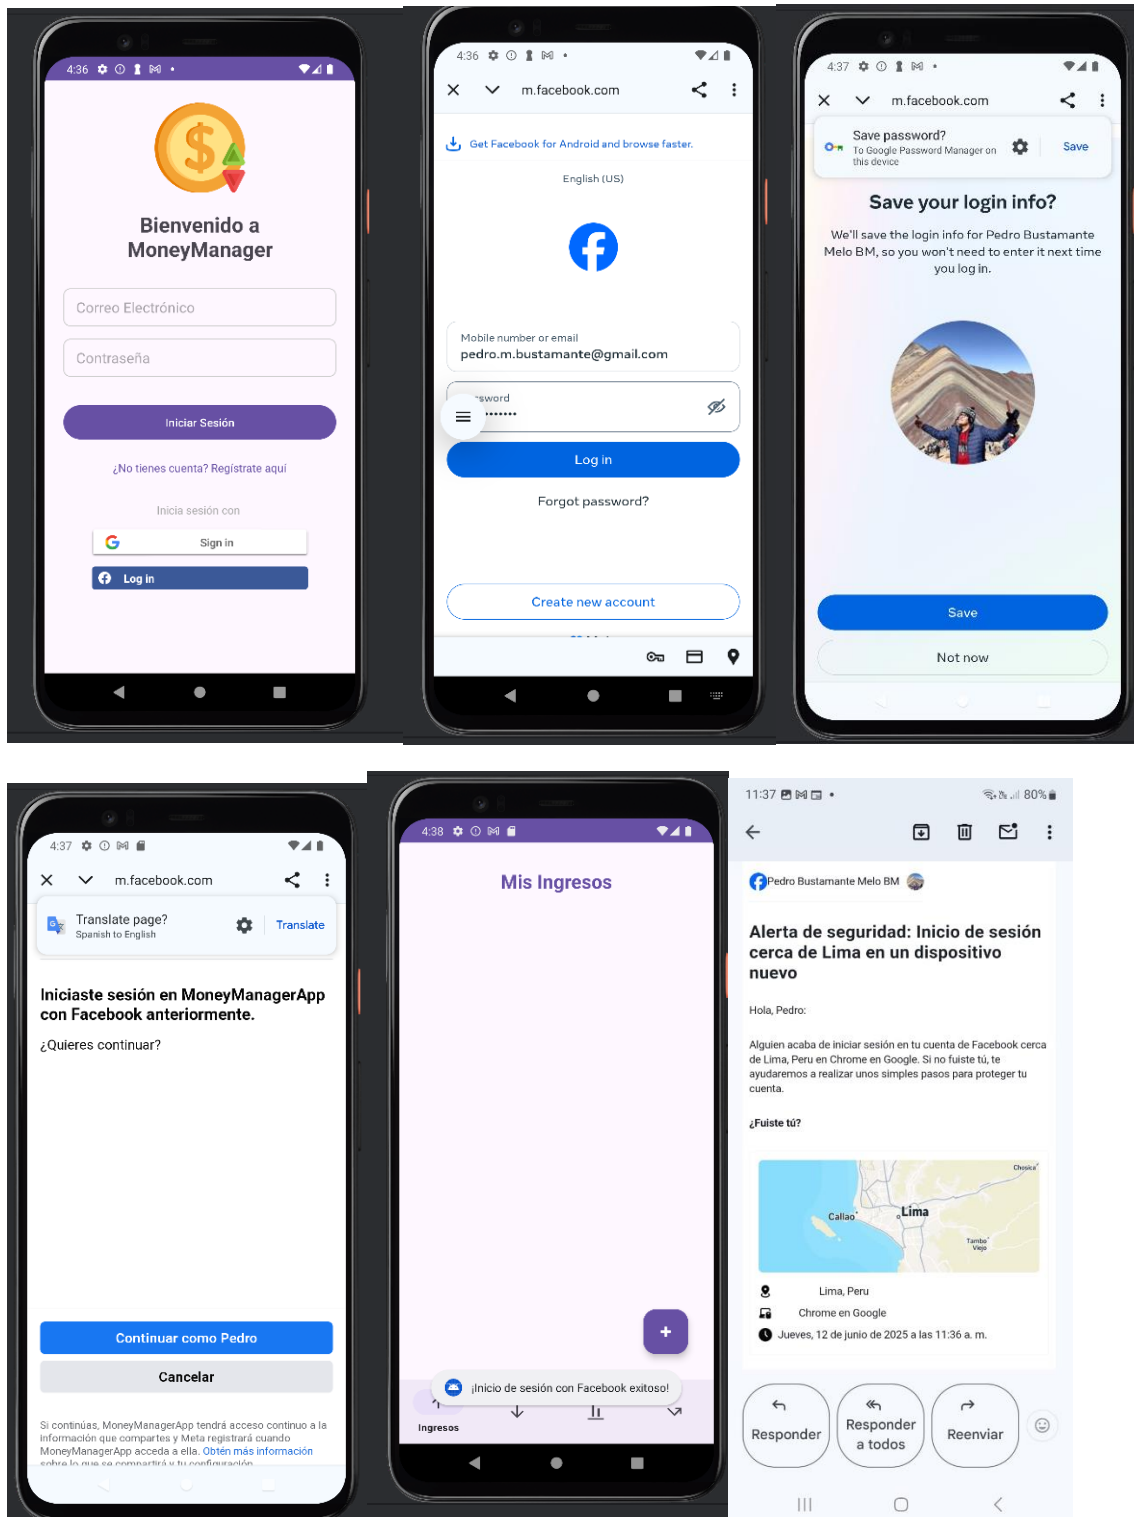 4:36
Bienvenido a
MoneyManager
Correo Electrónico
Contraseña
Iniciar Sesión
¿No tienes cuenta? Regístrate aquí
Inicia sesión con
Sign in
Log in
4:36
m.facebook.com
Get Facebook for Android and browse faster.
English (US)
Mobile number or email
pedro.m.bustamante@gmail.com
sword
Log in
Forgot password?
Create new account
4:37
m.facebook.com
Save password?
To Google Password Manager on
this device
Save
Save your login info?
We'll save the login info for Pedro Bustamante
Melo BM, so you won't need to enter it next time
you log in.
Save
Not now
4:37
m.facebook.com
Translate page?
Spanish to English
Translate
Iniciaste sesión en MoneyManagerApp
con Facebook anteriormente.
¿Quieres continuar?
Continuar como Pedro
Cancelar
Si continúas, MoneyManagerApp tendrá acceso continuo a la
información que compartes y Meta registrará cuando
MoneyManagerApp acceda a ella. Obtén más información
sobre lo que se compartirá y tu configuración.
4:38
Mis Ingresos
+
¡Inicio de sesión con Facebook exitoso!
Ingresos
11:37
80%
Pedro Bustamante Melo BM
Alerta de seguridad: Inicio de sesión
cerca de Lima en un dispositivo
nuevo
Hola, Pedro:
Alguien acaba de iniciar sesión en tu cuenta de Facebook cerca
de Lima, Peru en Chrome en Google. Si no fuiste tú, te
ayudaremos a realizar unos simples pasos para proteger tu
cuenta.
¿Fuiste tú?
Chosica
Callao
Lima
Tambo
Viejo
Lima, Peru
Chrome en Google
Jueves, 12 de junio de 2025 a las 11:36 a. m.
Responder
Responder
a todos
Reenviar